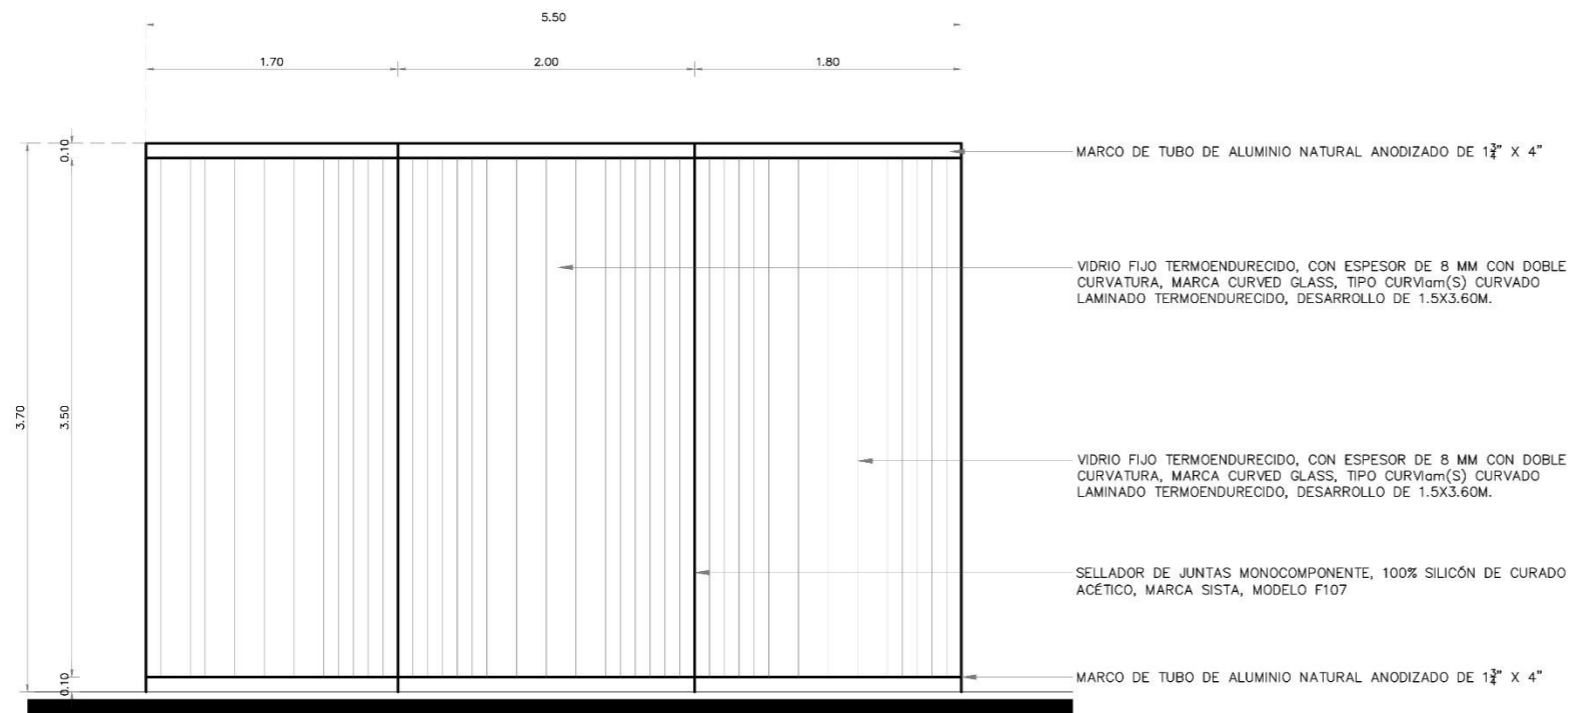 5.50
1.70 2.00 1.80
0.10
MARCO DE TUBO DE ALUMINIO NATURAL ANODIZADO DE 1¾" X 4"
VIDRIO FIJO TERMOENDURECIDO, CON ESPESOR DE 8 MM CON DOBLE
CURVATURA, MARCA CURVED GLASS, TIPO CURVlam(S) CURVADO
LAMINADO TERMOENDURECIDO, DESARROLLO DE 1.5X3.60M.
3.70
3.50
VIDRIO FIJO TERMOENDURECIDO, CON ESPESOR DE 8 MM CON DOBLE
CURVATURA, MARCA CURVED GLASS, TIPO CURVlam(S) CURVADO
LAMINADO TERMOENDURECIDO, DESARROLLO DE 1.5X3.60M.
SELLADOR DE JUNTAS MONOCOMPONENTE, 100% SILICÓN DE CURADO
ACÉTICO, MARCA SISTA, MODELO F107
0.10
MARCO DE TUBO DE ALUMINIO NATURAL ANODIZADO DE 1¾" X 4"